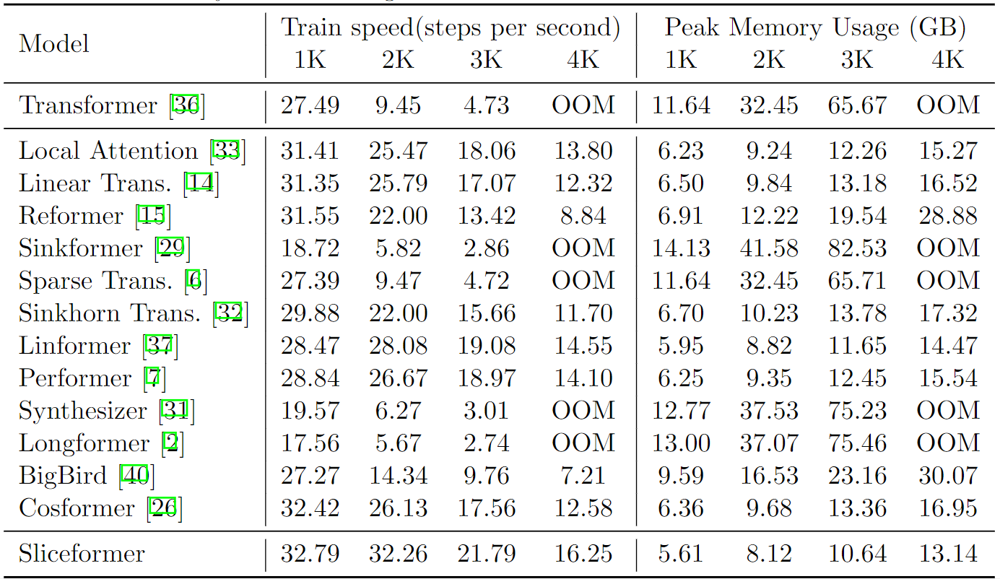 Model Train speed(steps per second) Peak Memory Usage (GB)
1K 2K 3K 4K 1K 2K 3K 4K
Transformer [36] 27.49 9.45 4.73 OOM 11.64 32.45 65.67 OOM
Local Attention [33] 31.41 25.47 18.06 13.80 6.23 9.24 12.26 15.27
Linear Trans. [14] 31.35 25.79 17.07 12.32 6.50 9.84 13.18 16.52
Reformer [15] 31.55 22.00 13.42 8.84 6.91 12.22 19.54 28.88
Sinkformer [29] 18.72 5.82 2.86 OOM 14.13 41.58 82.53 OOM
Sparse Trans. [6] 27.39 9.47 4.72 OOM 11.64 32.45 65.71 OOM
Sinkhorn Trans. [32] 29.88 22.00 15.66 11.70 6.70 10.23 13.78 17.32
Linformer [37] 28.47 28.08 19.08 14.55 5.95 8.82 11.65 14.47
Performer [7] 28.84 26.67 18.97 14.10 6.25 9.35 12.45 15.54
Synthesizer [31] 19.57 6.27 3.01 OOM 12.77 37.53 75.23 OOM
Longformer [2] 17.56 5.67 2.74 OOM 13.00 37.07 75.46 OOM
BigBird [40] 27.27 14.34 9.76 7.21 9.59 16.53 23.16 30.07
Cosformer [26] 32.42 26.13 17.56 12.58 6.36 9.68 13.36 16.95
Sliceformer 32.79 32.26 21.79 16.25 5.61 8.12 10.64 13.14